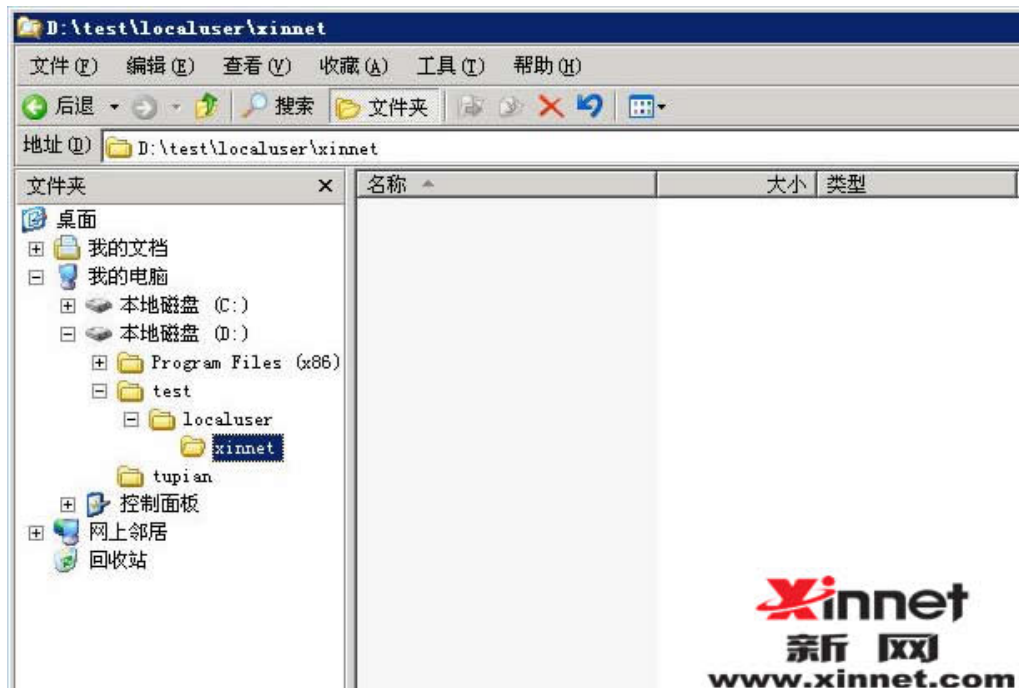 D:\test\localuser\xinnet
文件(F) 编辑(E) 查看(V) 收藏(A) 工具(T) 帮助(H)
后退 搜索 文件夹
地址(D) D:\test\localuser\xinnet
文件夹 名称 大小 类型
桌面
我的文档
我的电脑
本地磁盘 (C:)
本地磁盘 (D:)
Program Files (x86)
test
localuser
xinnet
tupian
控制面板
网上邻居
回收站
Xinnet
新网
www.xinnet.com